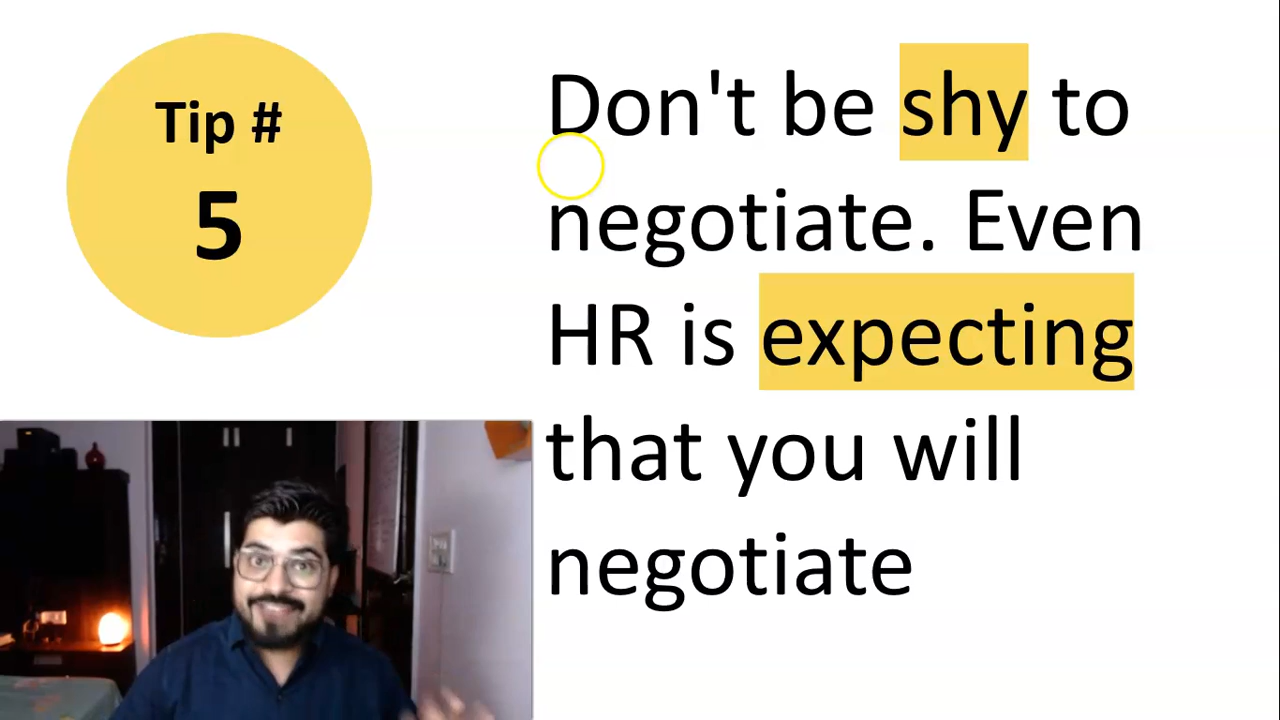 Tip #
5
Don't be shy to
negotiate. Even
HR is expecting
that you will
negotiate